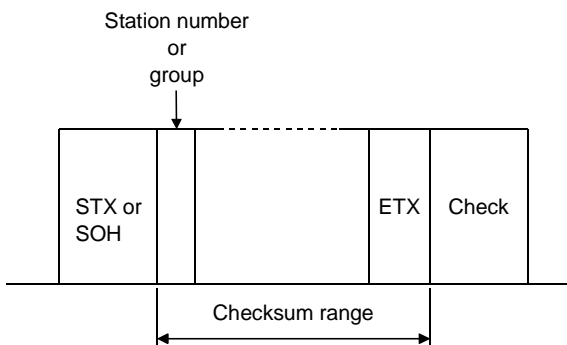 Station number
or
group
STX or
SOH
ETX
Check
Checksum range